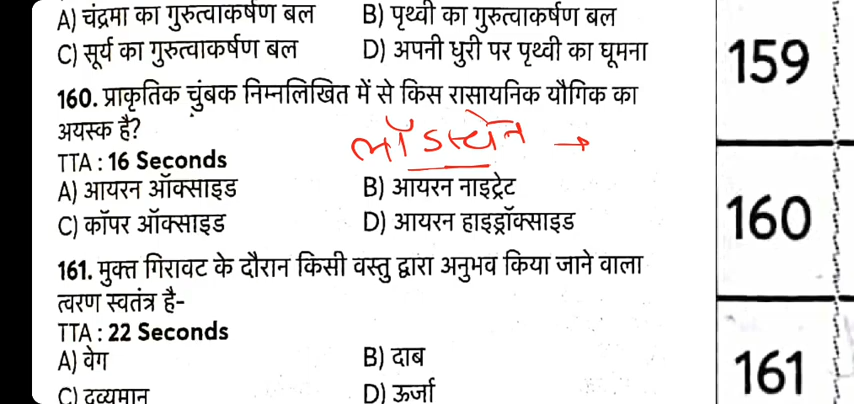 A) चंद्रमा का गुरुत्वाकर्षण बल B) पृथ्वी का गुरुत्वाकर्षण बल
C) सूर्य का गुरुत्वाकर्षण बल D) अपनी धुरी पर पृथ्वी का घूमना
159
160. प्राकृतिक चुंबक निम्नलिखित में से किस रासायनिक यौगिक का
अयस्क है?
लॉडस्टोन →
TTA : 16 Seconds
A) आयरन ऑक्साइड B) आयरन नाइट्रेट
C) कॉपर ऑक्साइड D) आयरन हाइड्रॉक्साइड
160
161. मुक्त गिरावट के दौरान किसी वस्तु द्वारा अनुभव किया जाने वाला
त्वरण स्वतंत्र है-
TTA : 22 Seconds
A) वेग B) दाब
C) द्रव्यमान D) ऊर्जा
161